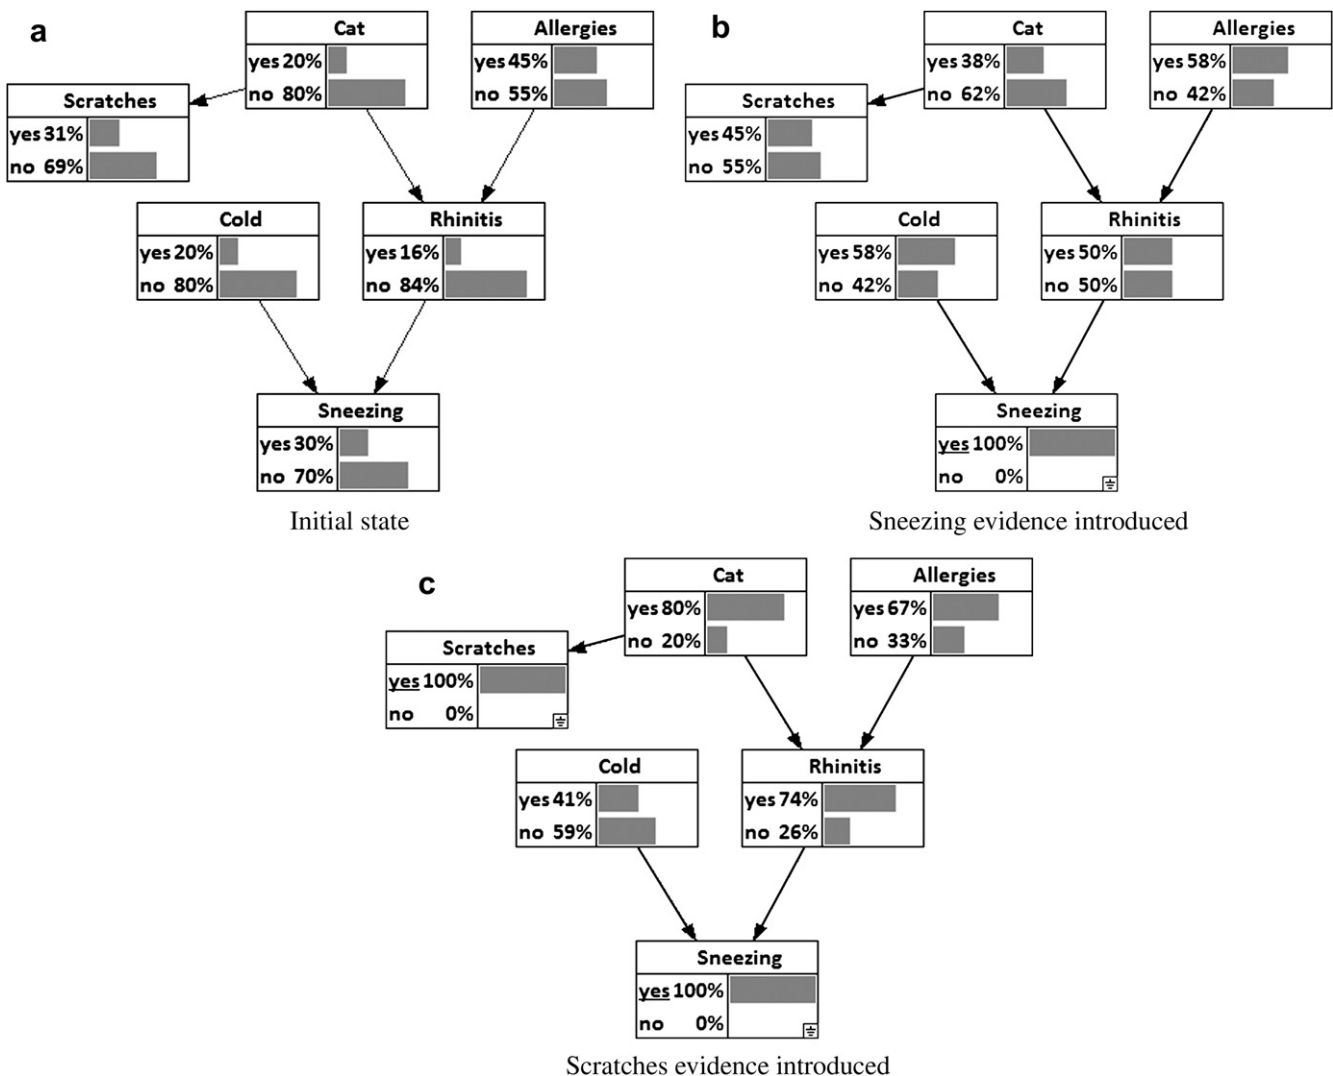 a
Cat
yes 20%
no 80%
Allergies
yes 45%
no 55%
Scratches
yes 31%
no 69%
Cold
yes 20%
no 80%
Rhinitis
yes 16%
no 84%
Sneezing
yes 30%
no 70%
Initial state
b
Cat
yes 38%
no 62%
Allergies
yes 58%
no 42%
Scratches
yes 45%
no 55%
Cold
yes 58%
no 42%
Rhinitis
yes 50%
no 50%
Sneezing
yes 100%
no 0%
Sneezing evidence introduced
c
Cat
yes 80%
no 20%
Allergies
yes 67%
no 33%
Scratches
yes 100%
no 0%
Cold
yes 41%
no 59%
Rhinitis
yes 74%
no 26%
Sneezing
yes 100%
no 0%
Scratches evidence introduced